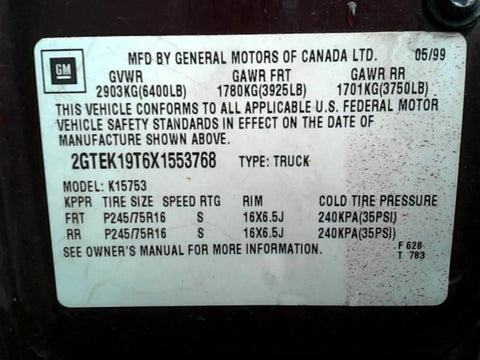 GM
MFD BY GENERAL MOTORS OF CANADA LTD. 05/99
GVWR GAWR FRT GAWR RR
2903KG(6400LB) 1780KG(3925LB) 1701KG(3750LB)
THIS VEHICLE CONFORMS TO ALL APPLICABLE U.S. FEDERAL MOTOR
VEHICLE SAFETY STANDARDS IN EFFECT ON THE DATE OF
MANUFACTURE SHOWN ABOVE.
2GTEK19T6X1553768 TYPE: TRUCK
MODEL: K15753
KPPR TIRE SIZE SPEED RTG RIM COLD TIRE PRESSURE
FRT P245/75R16 S 16X6.5J 240KPA(35PSI)
RR P245/75R16 S 16X6.5J 240KPA(35PSI)
SEE OWNER'S MANUAL FOR MORE INFORMATION. F 628
T 783